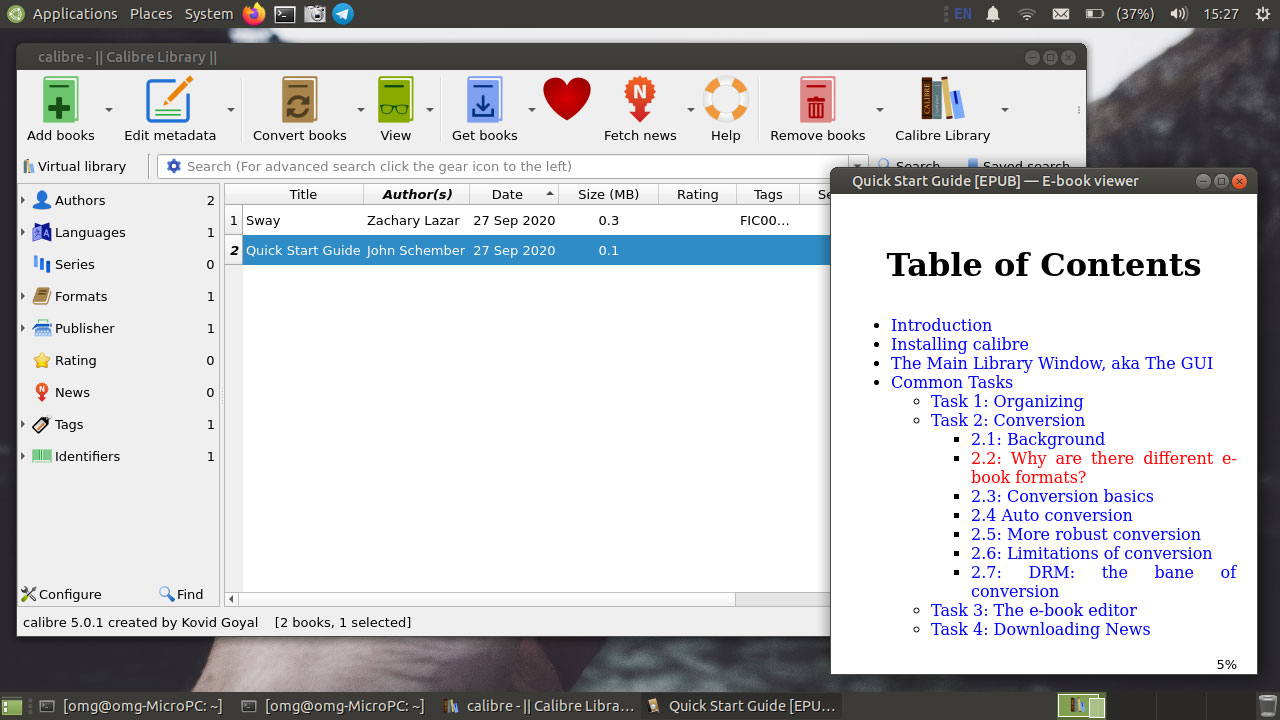 Applications Places System
EN (37%) 15:27
calibre - || Calibre Library ||
Add books Edit metadata Convert books View Get books Fetch news Help Remove books Calibre Library
Virtual library Search (For advanced search click the gear icon to the left) Search Saved search
Authors 2
Languages 1
Series 0
Formats 1
Publisher 1
Rating 0
News 0
Tags 1
Identifiers 1
Configure Find
Title Author(s) Date Size (MB) Rating Tags Se
1 Sway Zachary Lazar 27 Sep 2020 0.3 FIC00…
2 Quick Start Guide John Schember 27 Sep 2020 0.1
calibre 5.0.1 created by Kovid Goyal [2 books, 1 selected]
Quick Start Guide [EPUB] — E-book viewer
Table of Contents
Introduction
Installing calibre
The Main Library Window, aka The GUI
Common Tasks
Task 1: Organizing
Task 2: Conversion
2.1: Background
2.2: Why are there different e-
book formats?
2.3: Conversion basics
2.4 Auto conversion
2.5: More robust conversion
2.6: Limitations of conversion
2.7: DRM: the bane of
conversion
Task 3: The e-book editor
Task 4: Downloading News
5%
[omg@omg-MicroPC: ~] [omg@omg-MicroPC: ~] calibre - || Calibre Libra… Quick Start Guide [EPU…